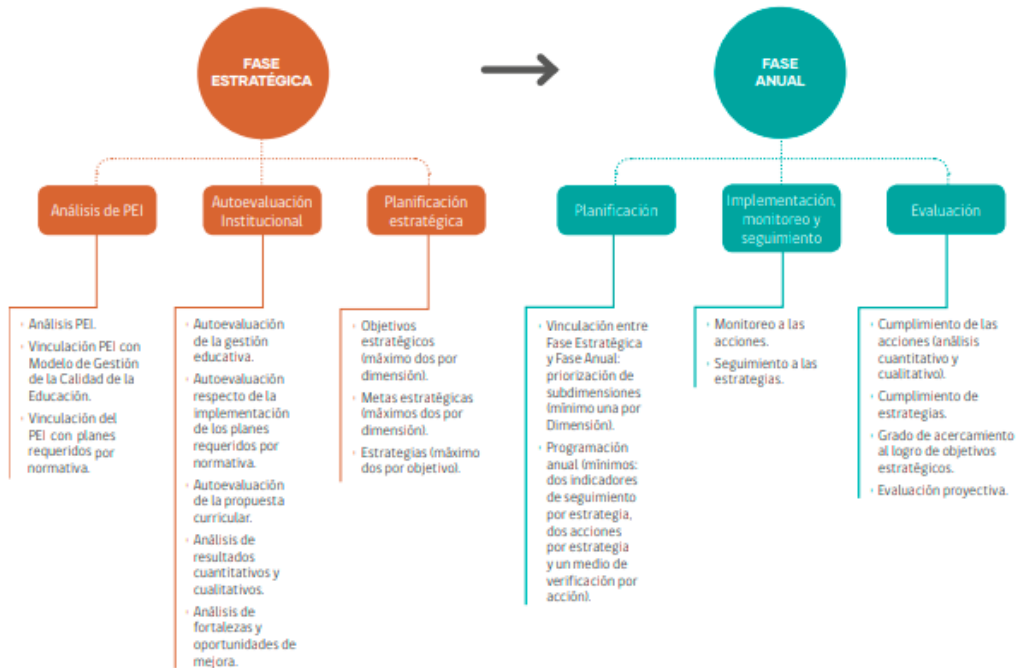 FASE
ESTRATÉGICA
FASE
ANUAL
Análisis de PEI
Autoevaluación
Institucional
Planificación
estratégica
Planificación
Implementación,
monitoreo y
seguimiento
Evaluación
Análisis PEI.
Vinculación PEI con
Modelo de Gestión
de la Calidad de la
Educación.
Vinculación del
PEI con planes
requeridos por
normativa.
Autoevaluación
de la gestión
educativa.
Autoevaluación
respecto de la
implementación
de los planes
requeridos por
normativa.
Autoevaluación
de la propuesta
curricular.
Análisis de
resultados
cuantitativos y
cualitativos.
Análisis de
fortalezas y
oportunidades de
mejora.
Objetivos
estratégicos
(máximo dos por
dimensión).
Metas estratégicas
(máximos dos por
dimensión).
Estrategias (máximo
dos por objetivo).
Vinculación entre
Fase Estratégica
y Fase Anual:
priorización de
subdimensiones
(mínimo una por
Dimensión).
Programación
anual (mínimos:
dos indicadores
de seguimiento
por estrategia,
dos acciones
por estrategia
y un medio de
verificación por
acción).
Monitoreo a las
acciones.
Seguimiento a las
estrategias.
Cumplimiento de las
acciones (análisis
cuantitativo y
cualitativo).
Cumplimiento de
estrategias.
Grado de acercamiento
al logro de objetivos
estratégicos.
Evaluación proyectiva.